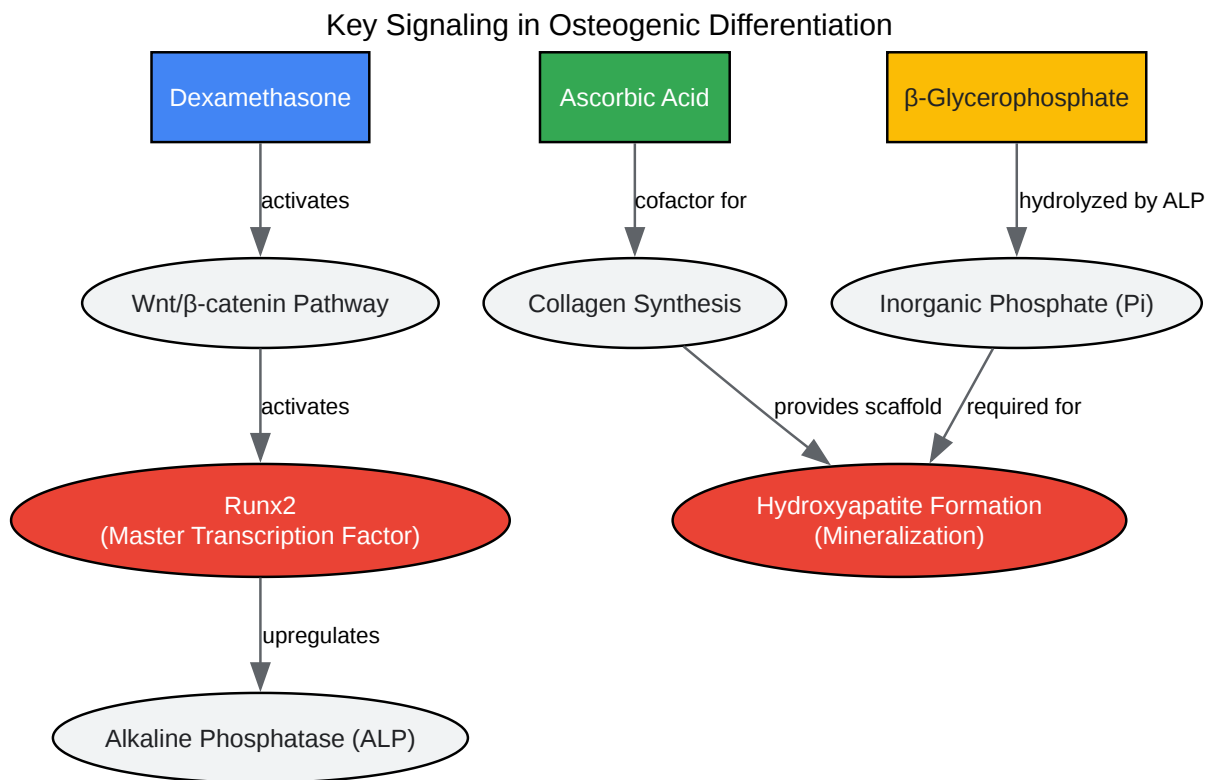 Key Signaling in Osteogenic Differentiation
Dexamethasone
Ascorbic Acid
β-Glycerophosphate
activates
cofactor for
hydrolyzed by ALP
Wnt/β-catenin Pathway
Collagen Synthesis
Inorganic Phosphate (Pi)
activates
provides scaffold
required for
Runx2
(Master Transcription Factor)
Hydroxyapatite Formation
(Mineralization)
upregulates
Alkaline Phosphatase (ALP)